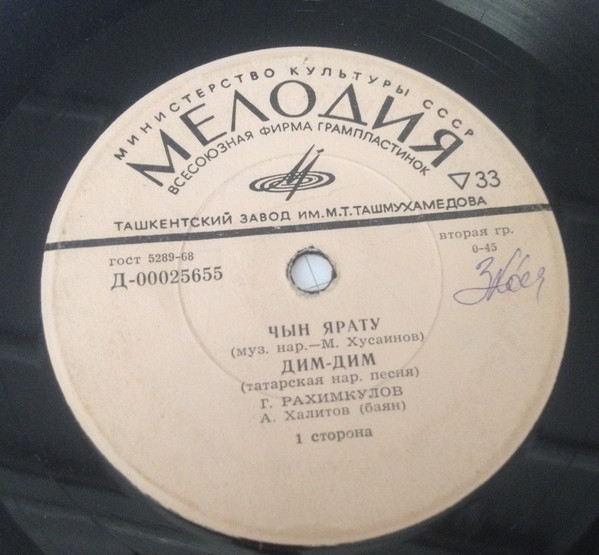 МИНИСТЕРСТВО КУЛЬТУРЫ СССР
МЕЛОДИЯ
ВСЕСОЮЗНАЯ ФИРМА ГРАМПЛАСТИНОК
▽33
ТАШКЕНТСКИЙ ЗАВОД ИМ.М.Т.ТАШМУХАМЕДОВА
гост 5289-68
Д-00025655
вторая гр.
0-45
ЧЫН ЯРАТУ
(муз. нар.—М. Хусаинов)
ДИМ-ДИМ
(татарская нар. песня)
Г. РАХИМКУЛОВ
А. Халитов (баян)
1 сторона